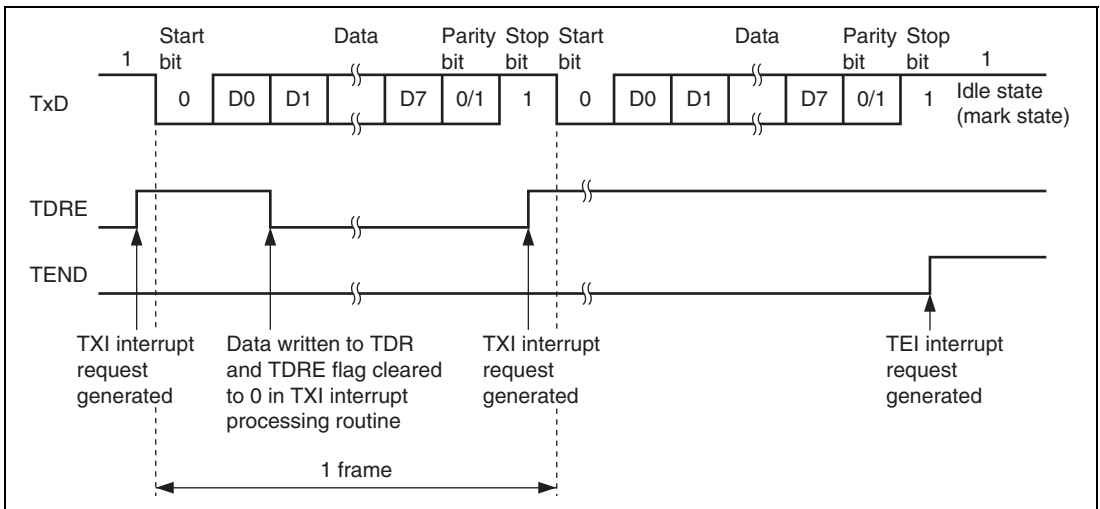 Start Data Parity Stop Start Data Parity Stop
1 bit bit bit bit bit bit 1
TxD 0 D0 D1 D7 0/1 1 0 D0 D1 D7 0/1 1 Idle state
(mark state)
TDRE
TEND
TXI interrupt
request
generated
Data written to TDR
and TDRE flag cleared
to 0 in TXI interrupt
processing routine
TXI interrupt
request
generated
TEI interrupt
request
generated
1 frame